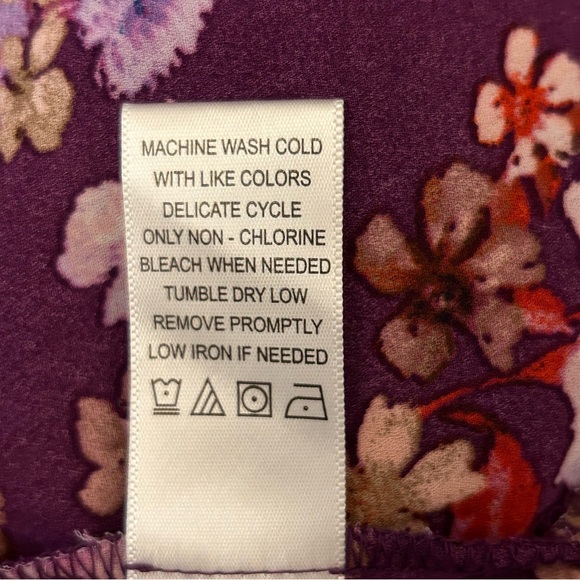 MACHINE WASH COLD
WITH LIKE COLORS
DELICATE CYCLE
ONLY NON - CHLORINE
BLEACH WHEN NEEDED
TUMBLE DRY LOW
REMOVE PROMPTLY
LOW IRON IF NEEDED